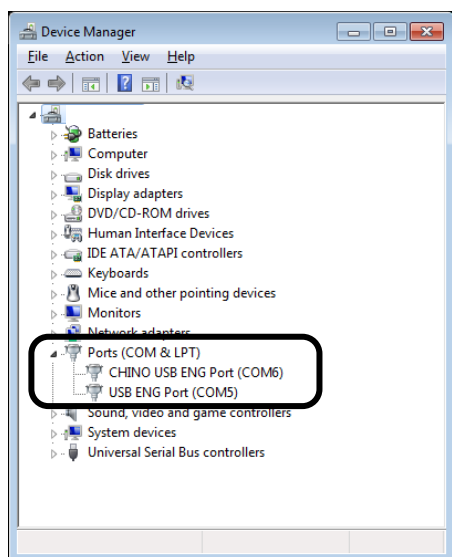 Device Manager
File Action View Help
Batteries
Computer
Disk drives
Display adapters
DVD/CD-ROM drives
Human Interface Devices
IDE ATA/ATAPI controllers
Keyboards
Mice and other pointing devices
Monitors
Network adapters
Ports (COM & LPT)
CHINO USB ENG Port (COM6)
USB ENG Port (COM5)
Sound, video and game controllers
System devices
Universal Serial Bus controllers